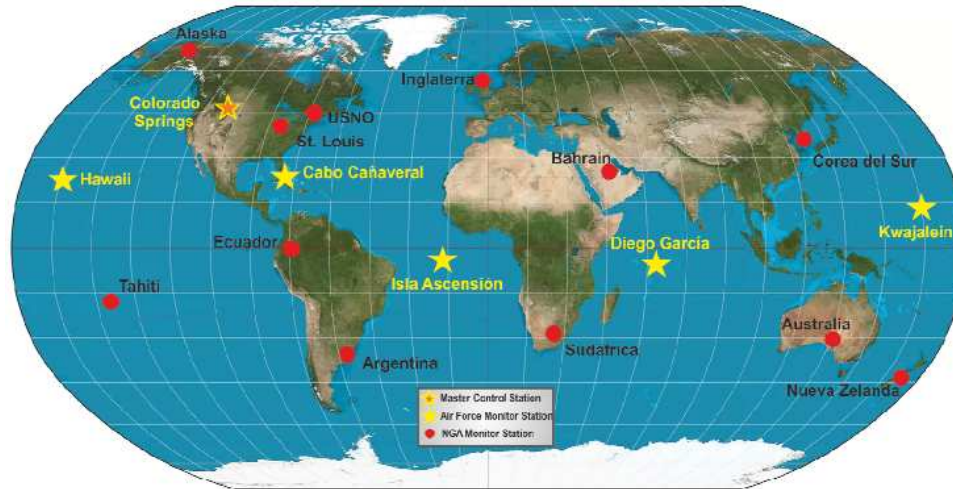 Alaska
Inglaterra
Colorado
Springs
USNO
St. Louis
Bahrain
Corea del Sur
Hawaii
Cabo Cañaveral
Kwajalein
Ecuador
Diego García
Isla Ascensión
Tahiti
Australia
Sudafrica
Argentina
Nueva Zelanda
Master Control Station
Air Force Monitor Station
NGA Monitor Station